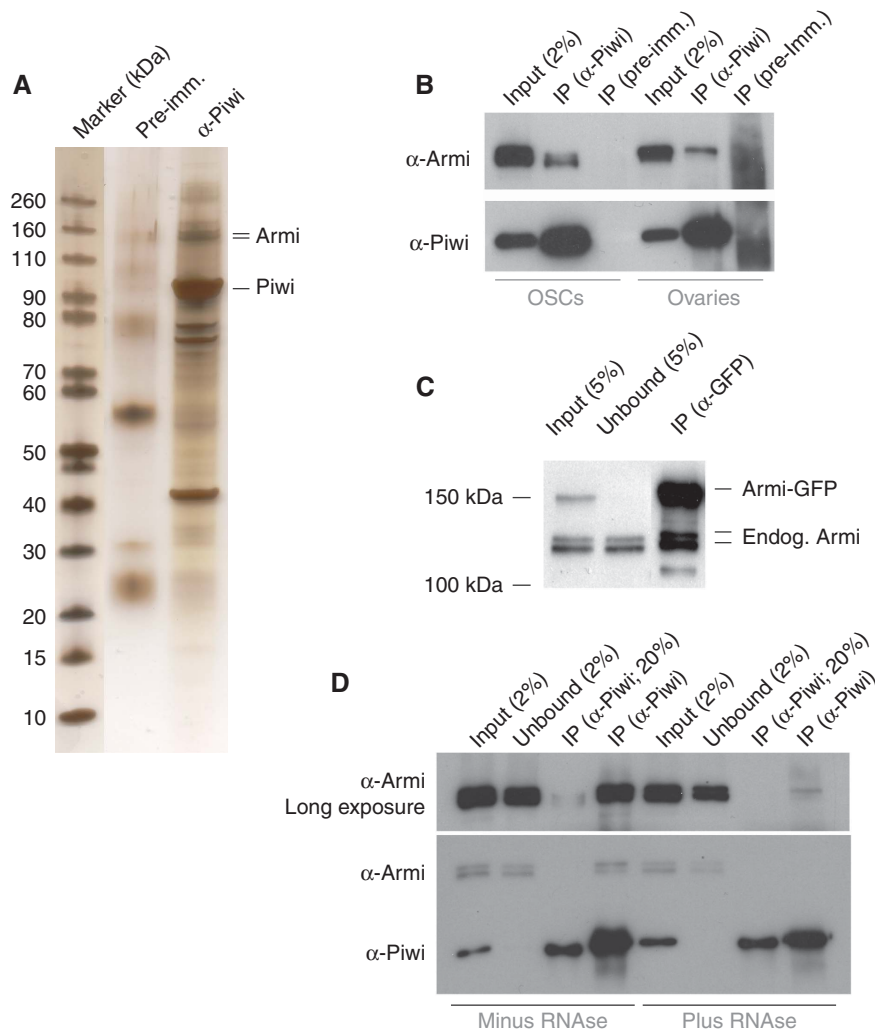 A
Marker (kDa)
Pre-imm.
α-Piwi
260
160
110
90
80
70
60
50
40
30
20
15
10
Armi
Piwi
B
Input (2%)
IP (α-Piwi)
IP (pre-imm.)
Input (2%)
IP (α-Piwi)
IP (pre-Imm.)
α-Armi
α-Piwi
OSCs
Ovaries
C
Input (5%)
Unbound (5%)
IP (α-GFP)
150 kDa
100 kDa
Armi-GFP
Endog. Armi
D
Input (2%)
Unbound (2%)
IP (α-Piwi; 20%)
IP (α-Piwi)
Input (2%)
Unbound (2%)
IP (α-Piwi; 20%)
IP (α-Piwi)
α-Armi
Long exposure
α-Armi
α-Piwi
Minus RNAse
Plus RNAse